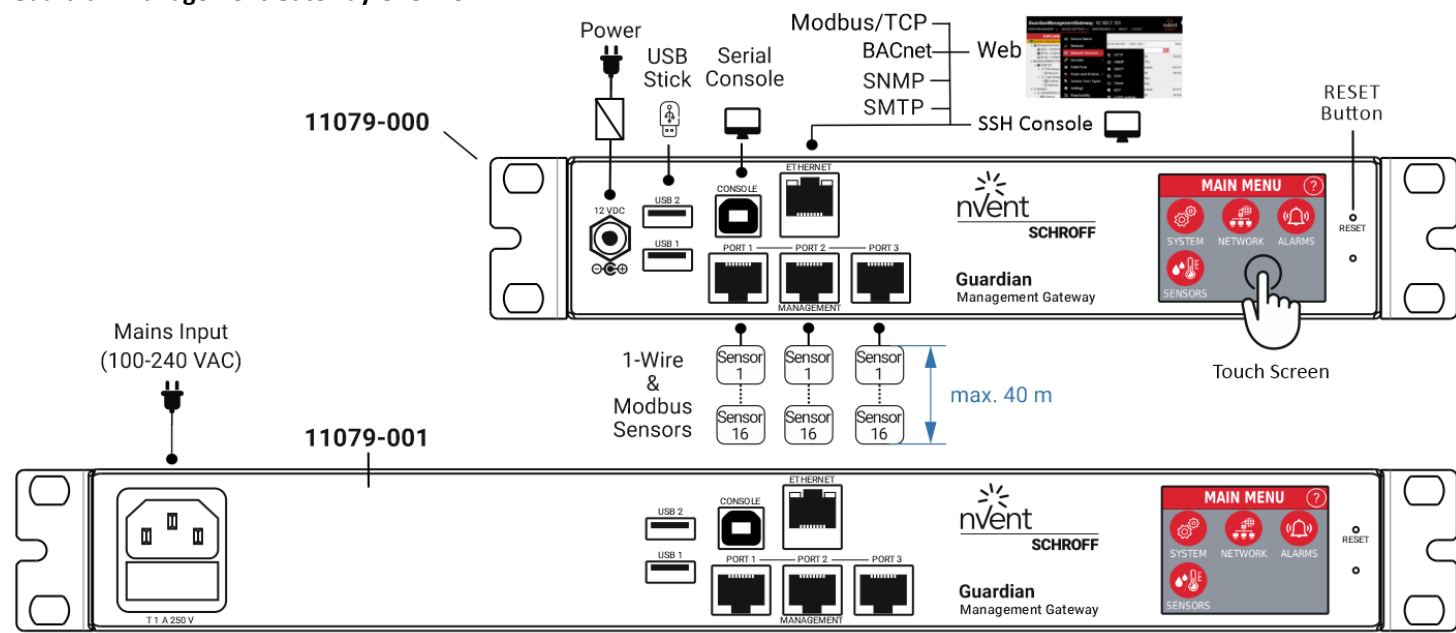 Modbus/TCP
BACnet
SNMP
SMTP
Web
SSH Console
Power
USB
Stick
Serial
Console
RESET
Button
11079-000
12 VDC
USB 2
USB 1
CONSOLE
ETHERNET
PORT 1
PORT 2
PORT 3
MANAGEMENT
nvent
SCHROFF
Guardian
Management Gateway
MAIN MENU ?
SYSTEM NETWORK ALARMS
SENSORS
RESET
Touch Screen
1-Wire
&
Modbus
Sensors
Sensor
1
Sensor
16
Sensor
1
Sensor
16
Sensor
1
Sensor
16
max. 40 m
Mains Input
(100-240 VAC)
11079-001
T 1 A 250 V
USB 2
USB 1
CONSOLE
ETHERNET
PORT 1
PORT 2
PORT 3
MANAGEMENT
nvent
SCHROFF
Guardian
Management Gateway
MAIN MENU ?
SYSTEM NETWORK ALARMS
SENSORS
RESET